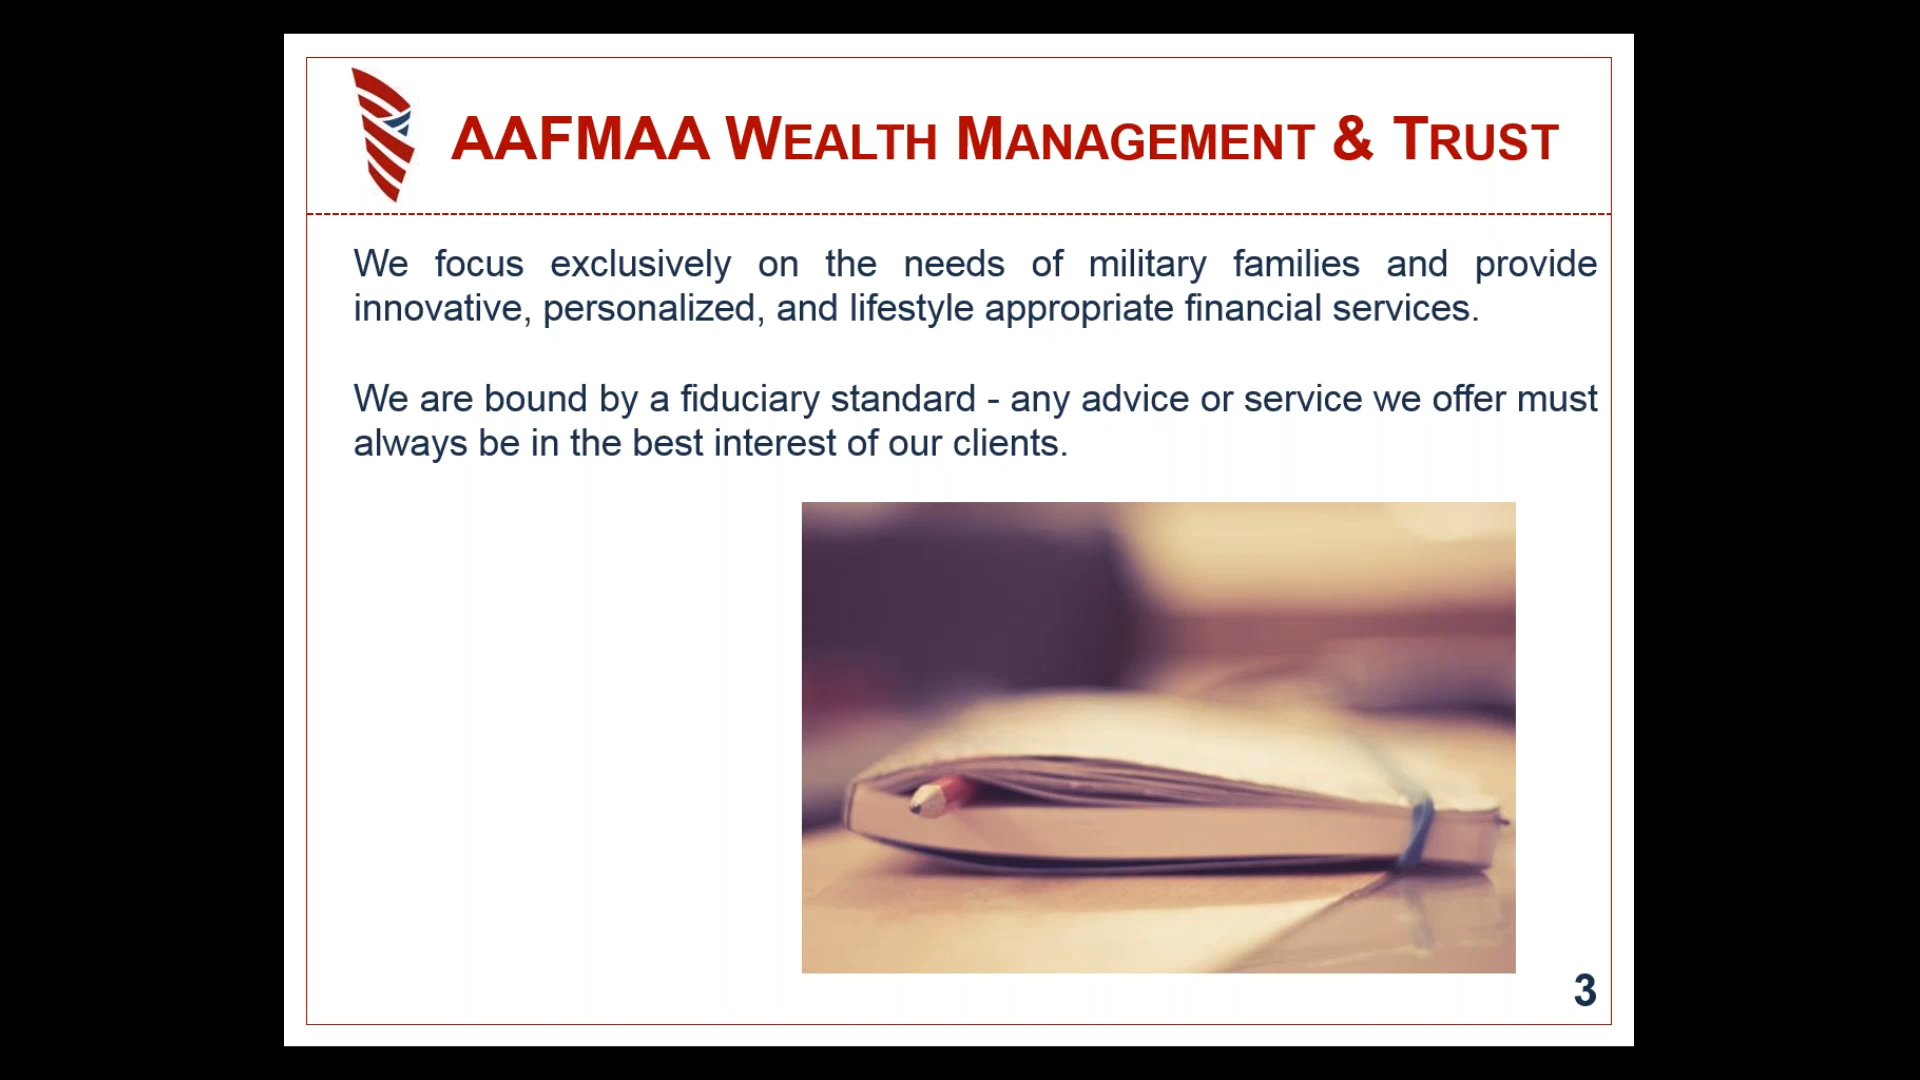 AAFMAA WEALTH MANAGEMENT & TRUST
We focus exclusively on the needs of military families and provide
innovative, personalized, and lifestyle appropriate financial services.
We are bound by a fiduciary standard - any advice or service we offer must
always be in the best interest of our clients.
3